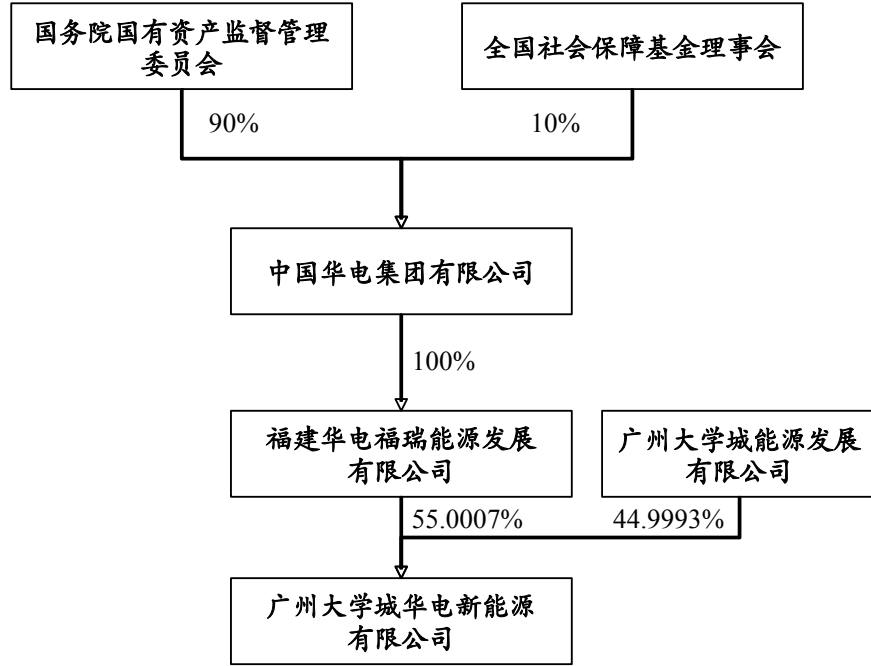 国务院国有资产监督管理
委员会
全国社会保障基金理事会
90%
10%
中国华电集团有限公司
100%
福建华电福瑞能源发展
有限公司
广州大学城能源发展
有限公司
55.0007%
44.9993%
广州大学城华电新能源
有限公司